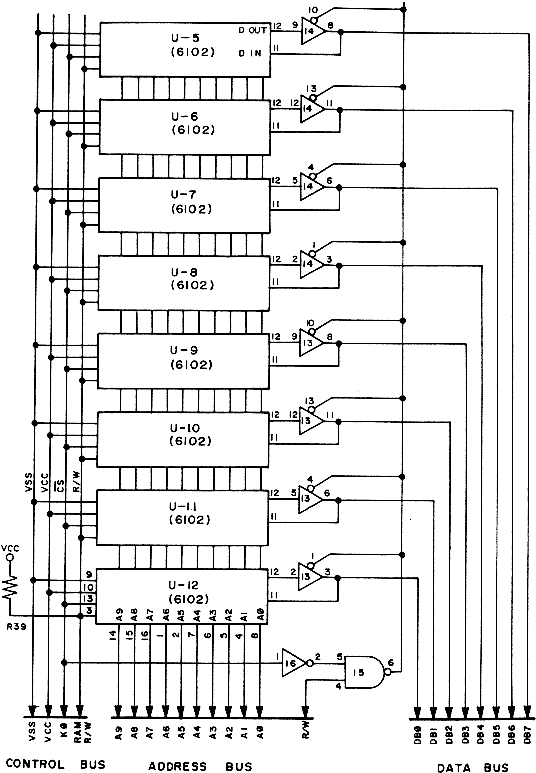 U-5
(6102)
D OUT
D IN
12 9 10 14 8
11
U-6
(6102)
12 12 13 14 11
11
U-7
(6102)
12 5 4 14 6
11
U-8
(6102)
12 2 1 14 3
11
U-9
(6102)
12 9 10 13 8
11
U-10
(6102)
12 12 13 13 11
11
VSS VCC CS R/W
U-11
(6102)
12 5 4 13 6
11
VCC
R39
9
10
13
3
U-12
(6102)
12 2 1 13 3
11
A9 A8 A7 A6 A5 A4 A3 A2 A1 A0
14 15 16 1 2 7 6 5 4 8
1 16 2 5 4 15 6
VSS VCC K0 RAM R/W
A9 A8 A7 A6 A5 A4 A3 A2 A1 A0
R/W
DB0 DB1 DB2 DB3 DB4 DB5 DB6 DB7
CONTROL BUS ADDRESS BUS DATA BUS